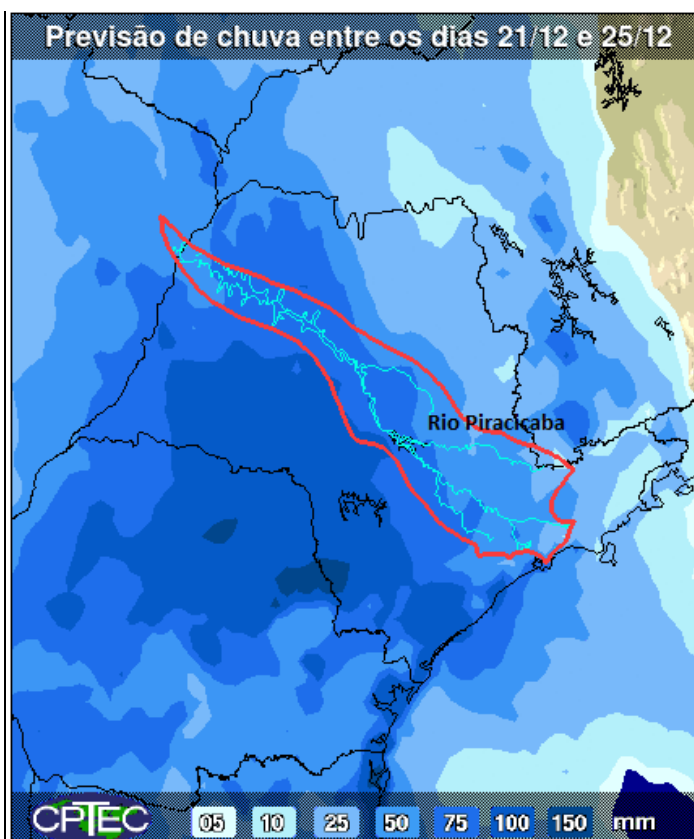 Previsão de chuva entre os dias 21/12 e 25/12
Rio Piracicaba
CPTEC 05 10 25 50 75 100 150 mm